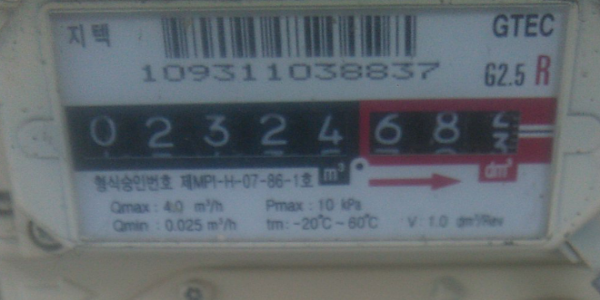 지텍
GTEC
109311038837
G2.5 R
0 2 3 2 4 6 8
m³ dm³
형식승인번호 제MPI-H-07-86-1호
Qmax : 4.0 m³/h Pmax : 10 kPa
Qmin : 0.025 m³/h tm : -20℃ ~ 60℃ V : 1.0 dm³/Rev